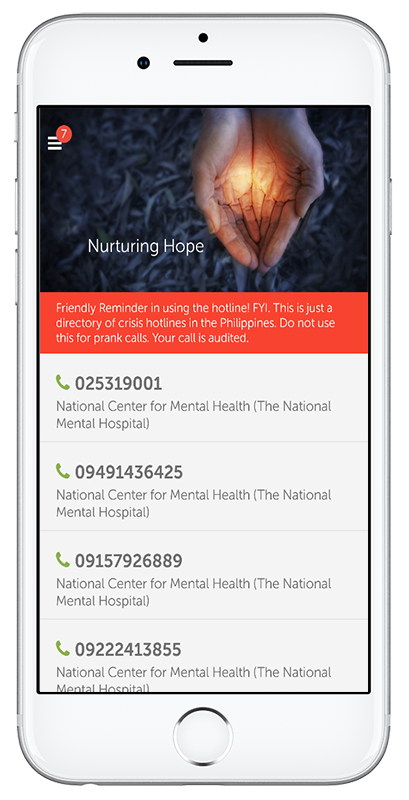 7
Nurturing Hope
Friendly Reminder in using the hotline! FYI. This is just a
directory of crisis hotlines in the Philippines. Do not use
this for prank calls. Your call is audited.
025319001
National Center for Mental Health (The National
Mental Hospital)
09491436425
National Center for Mental Health (The National
Mental Hospital)
09157926889
National Center for Mental Health (The National
Mental Hospital)
09222413855
National Center for Mental Health (The National
Mental Hospital)